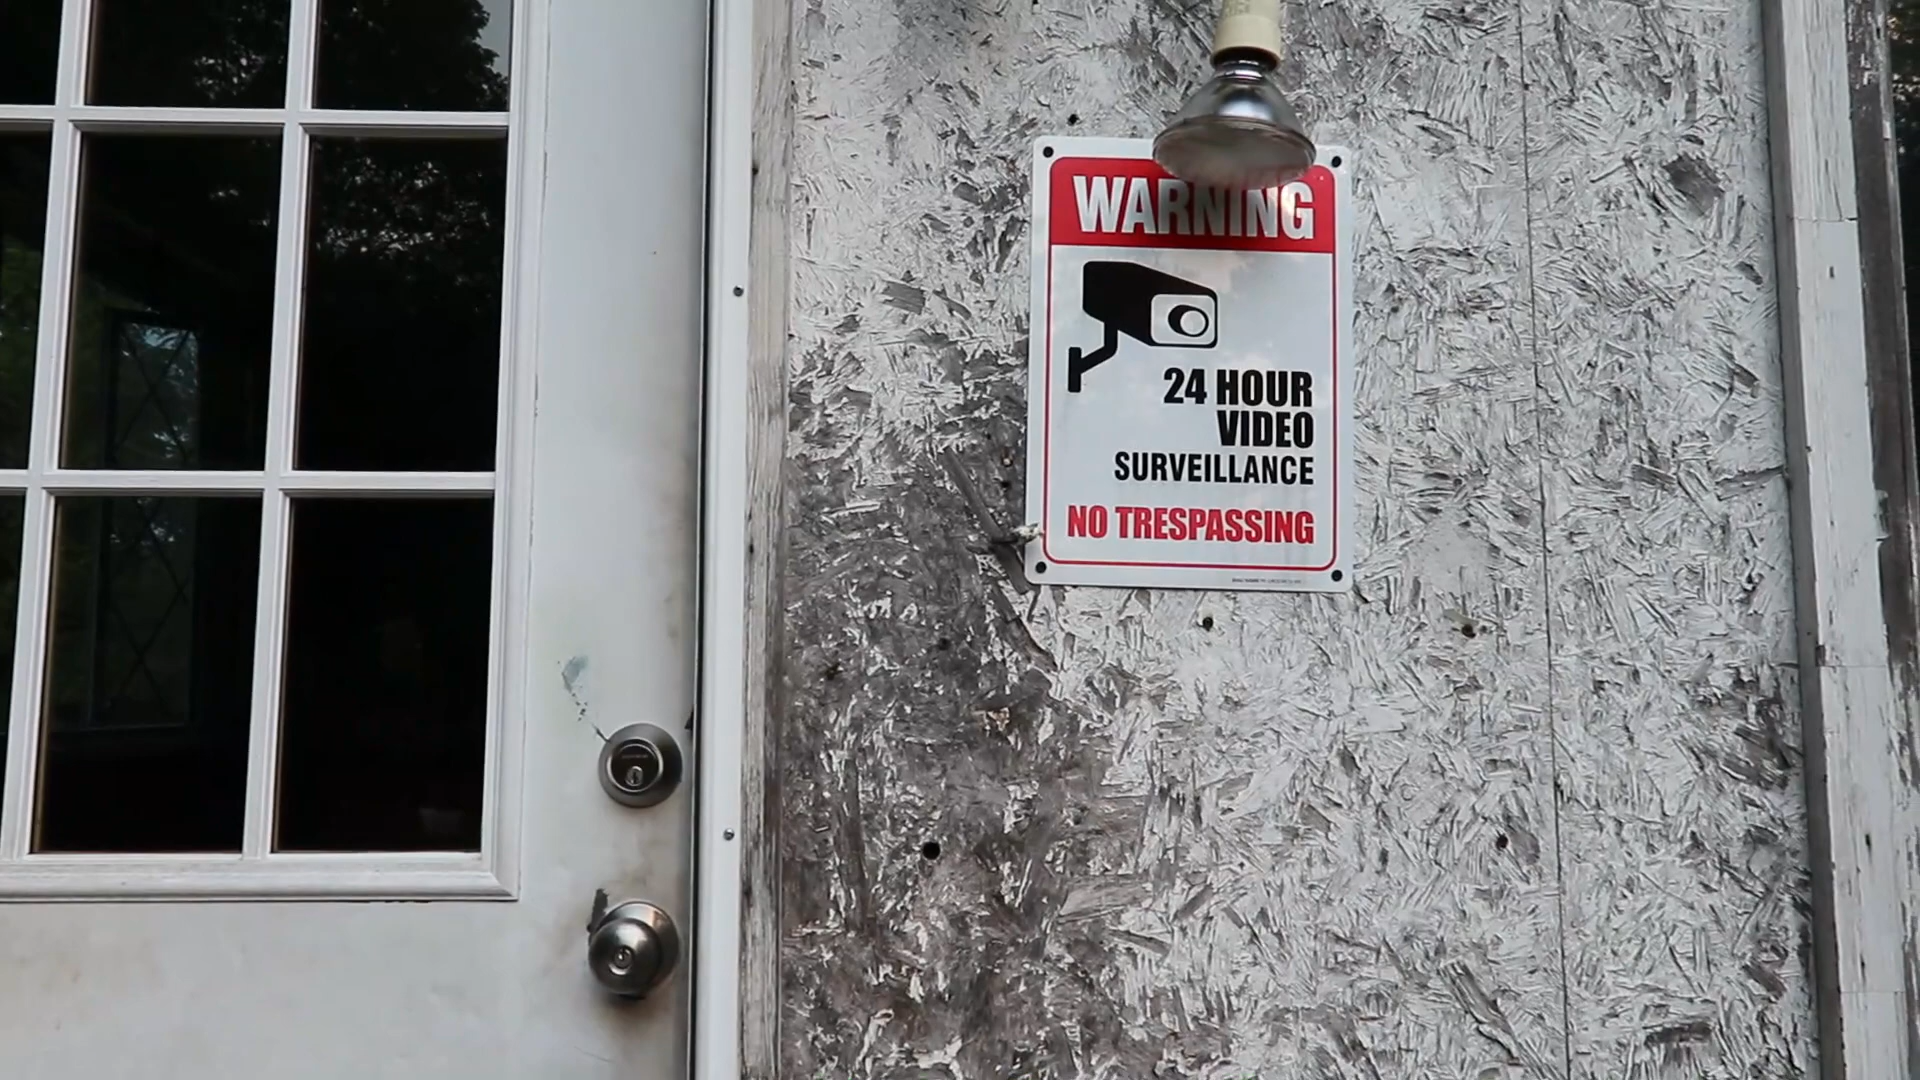 WARNING
24 HOUR
VIDEO
SURVEILLANCE
NO TRESPASSING